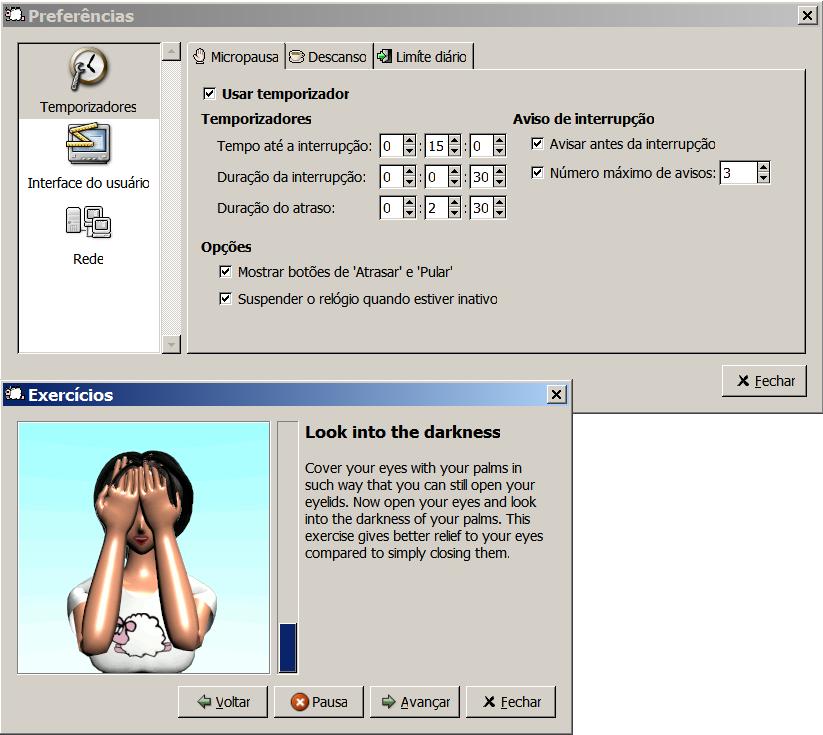 Preferências
Temporizadores
Interface do usuário
Rede
Micropausa Descanso Limíte diário
Usar temporizador
Temporizadores
Tempo até a interrupção: 0 : 15 : 0
Duração da interrupção: 0 : 0 : 30
Duração do atraso: 0 : 2 : 30
Aviso de interrupção
Avisar antes da interrupção
Número máximo de avisos: 3
Opções
Mostrar botões de 'Atrasar' e 'Pular'
Suspender o relógio quando estiver inativo
Fechar
Exercícios
Look into the darkness
Cover your eyes with your palms in
such way that you can still open your
eyelids. Now open your eyes and look
into the darkness of your palms. This
exercise gives better relief to your eyes
compared to simply closing them.
Voltar Pausa Avançar Fechar